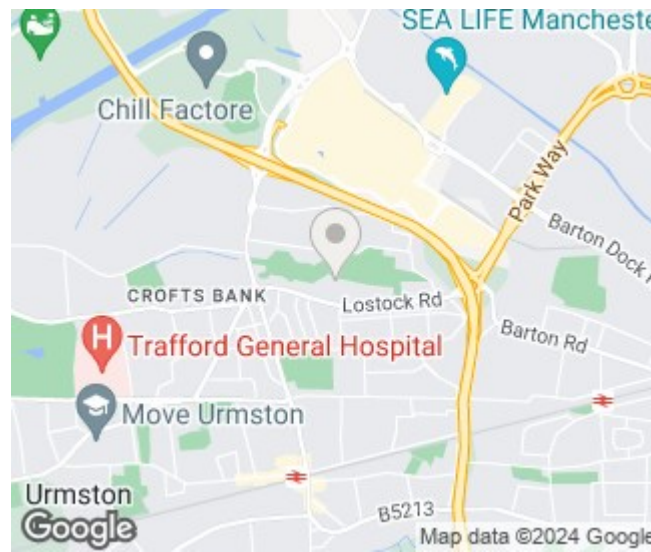 SEA LIFE Mancheste
Chill Factore
Park Way
Barton Dock R
CROFTS BANK
Lostock Rd
Barton Rd
H
Trafford General Hospital
Move Urmston
Urmston
B5213
Google
Map data ©2024 Google